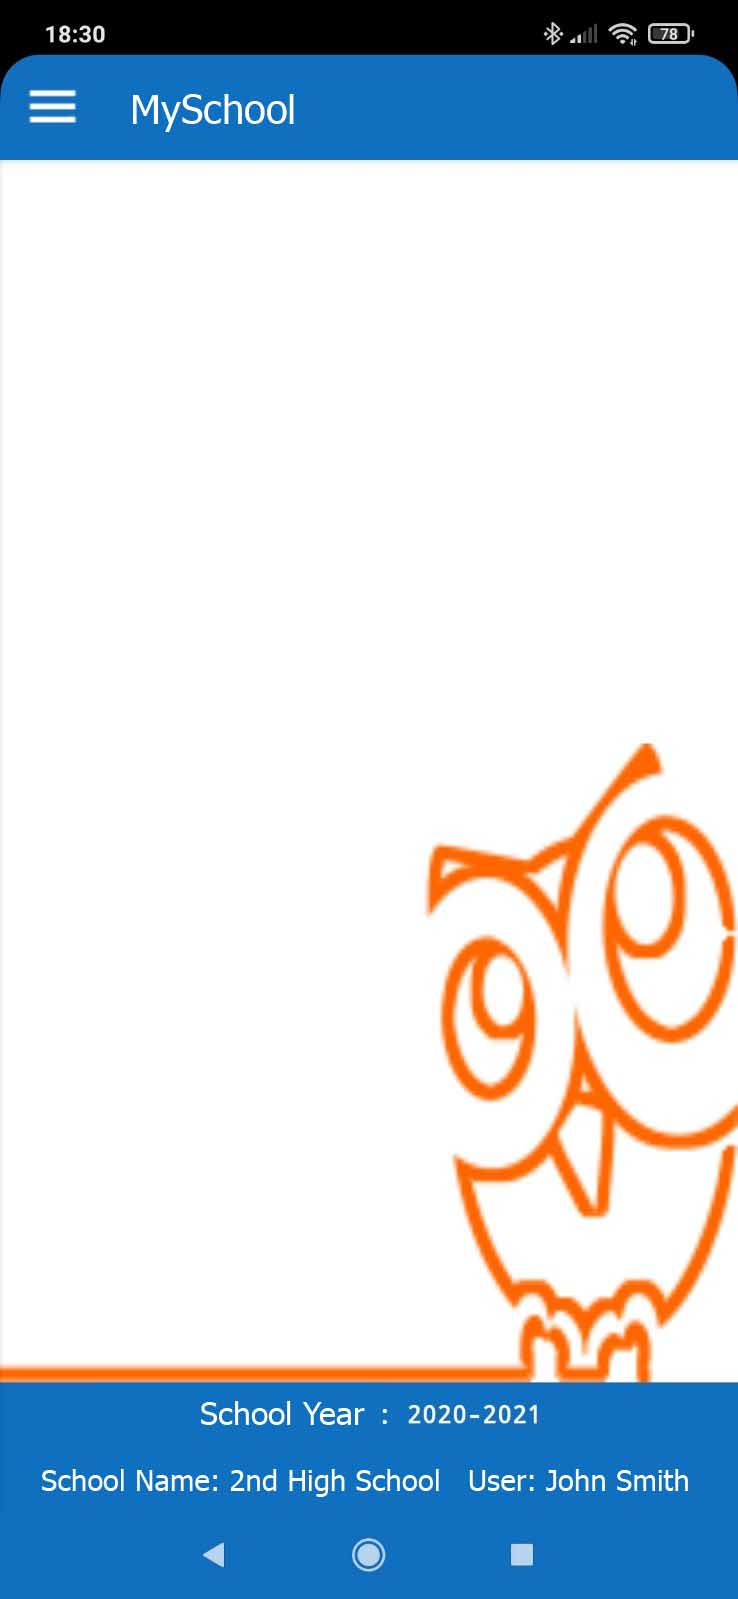 18:30
78
MySchool
School Year : 2020-2021
School Name: 2nd High School User: John Smith